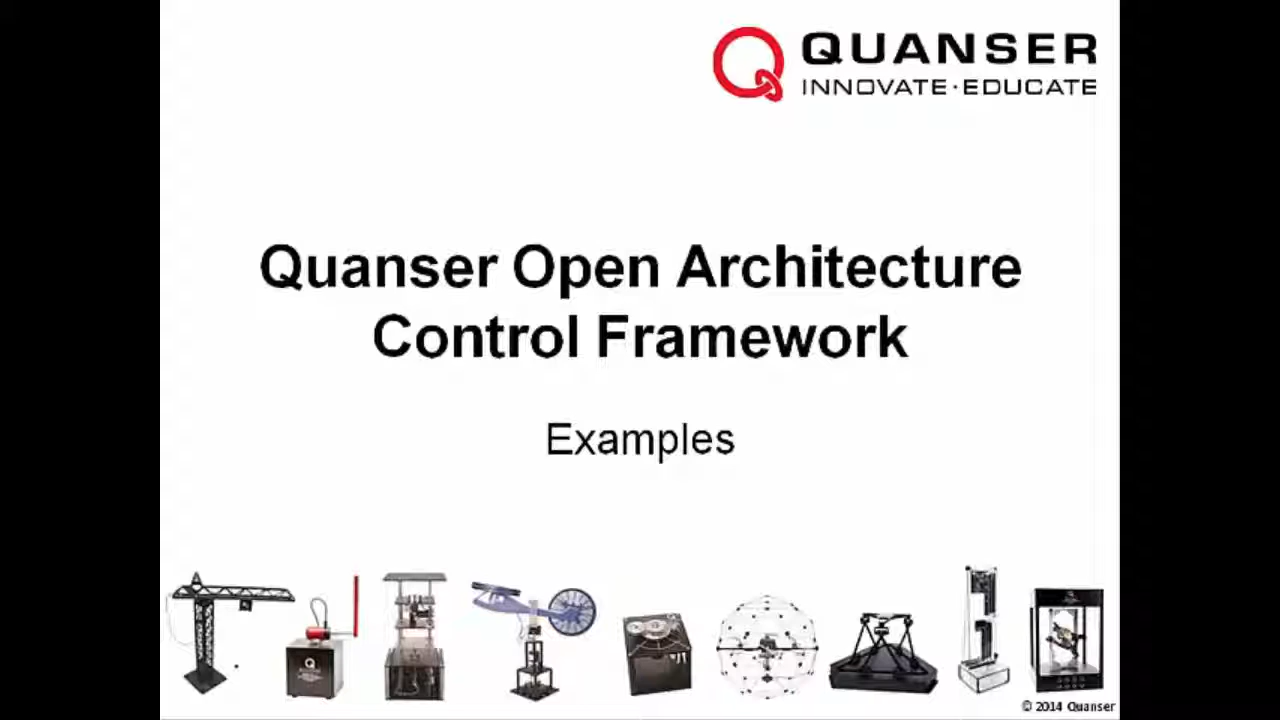 QUANSER
INNOVATE·EDUCATE
Quanser Open Architecture
Control Framework
Examples
© 2014 Quanser